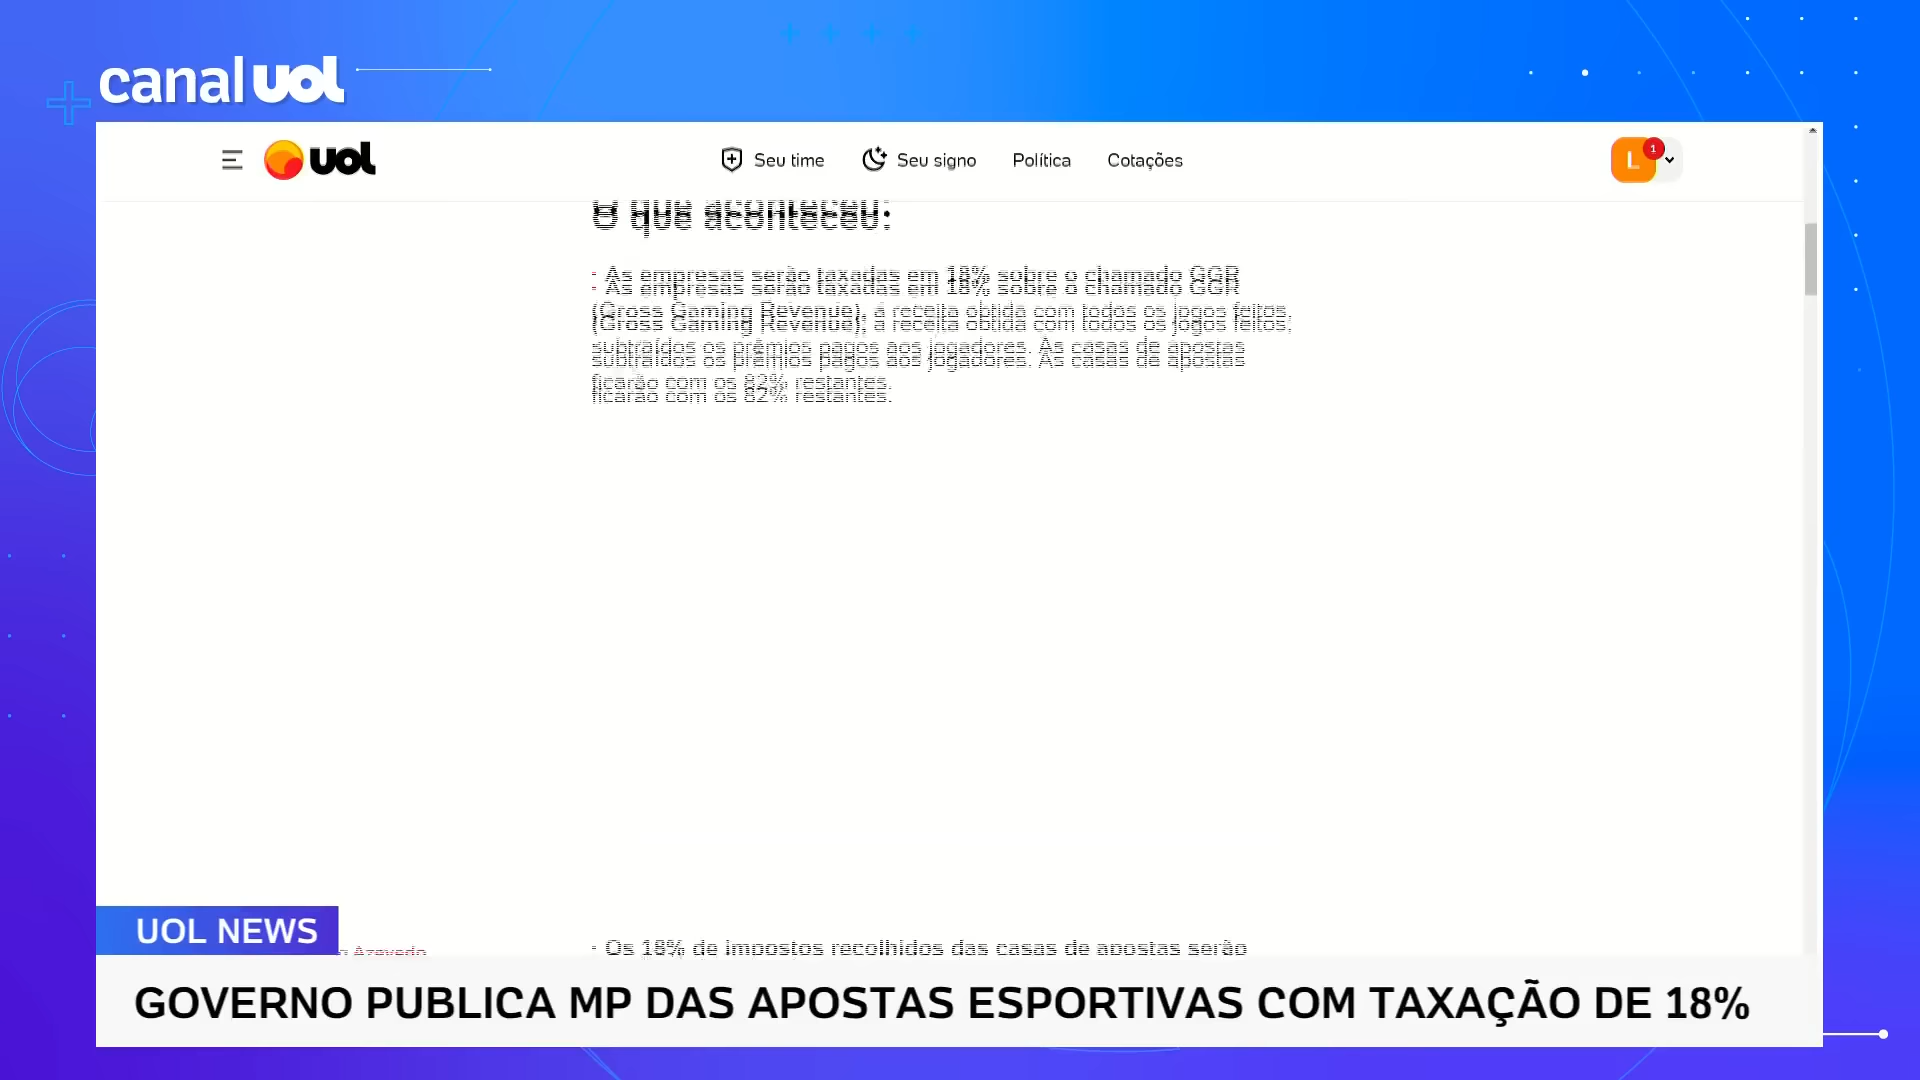 canal uol
uol
Seu time
Seu signo
Política
Cotações
L
1
O que aconteceu:
- As empresas serão taxadas em 18% sobre o chamado GGR
(Gross Gaming Revenue); a receita obtida com todos os jogos feitos;
subtraídos os prêmios pagos aos jogadores. As casas de apostas
ficarão com os 82% restantes.
UOL NEWS
Azevedo
- Os 18% de impostos recolhidos das casas de apostas serão
GOVERNO PUBLICA MP DAS APOSTAS ESPORTIVAS COM TAXAÇÃO DE 18%